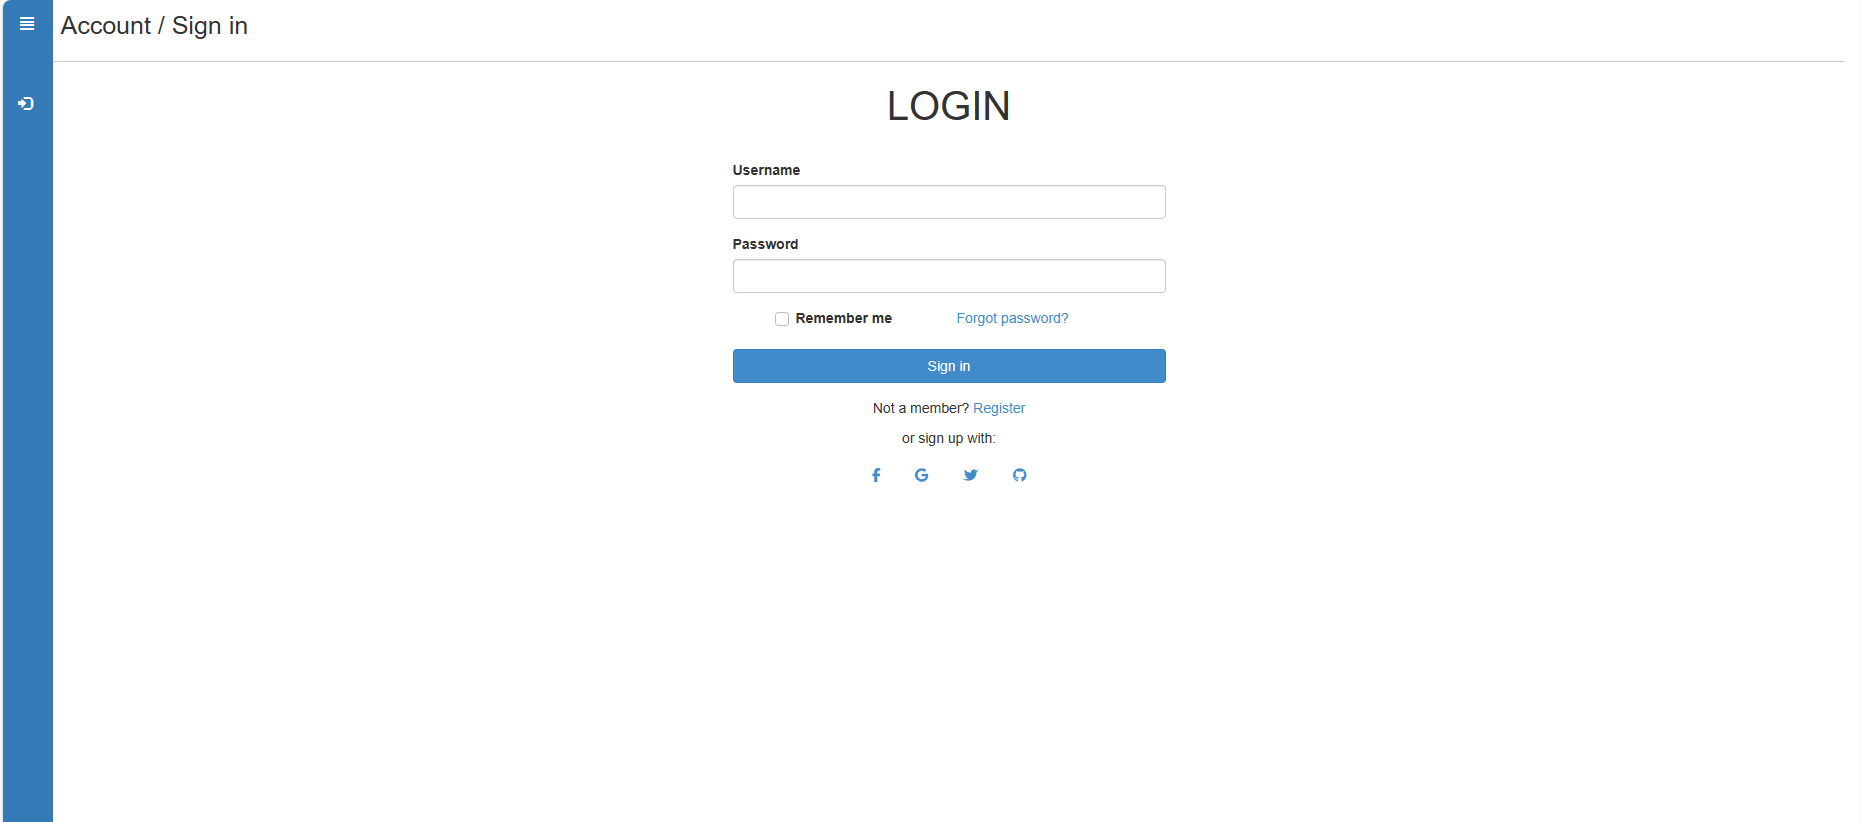 Account / Sign in
LOGIN
Username
Password
Remember me
Forgot password?
Sign in
Not a member? Register
or sign up with: